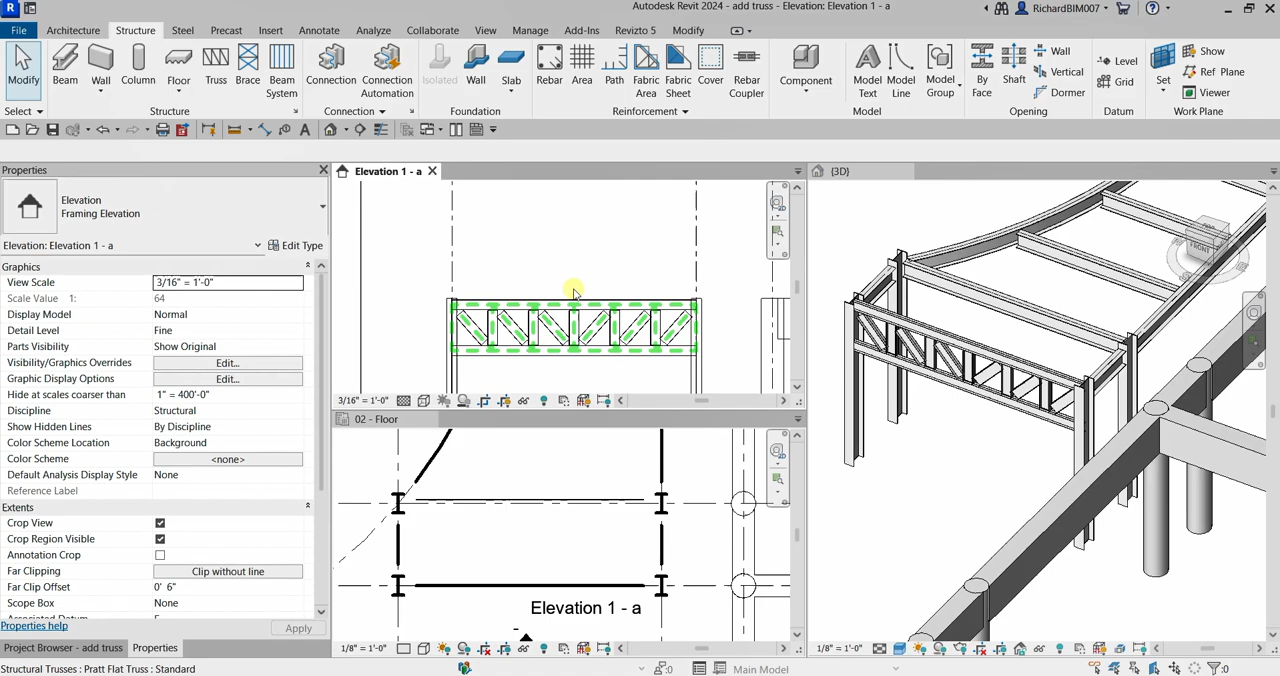 R
Autodesk Revit 2024 - add truss - Elevation: Elevation 1 - a
RichardBIM007
File
Architecture
Structure
Steel
Precast
Insert
Annotate
Analyze
Collaborate
View
Manage
Add-Ins
Revizto 5
Modify
Modify
Beam
Wall
Column
Floor
Truss
Brace
Beam
System
Connection
Connection
Automation
Isolated
Wall
Slab
Rebar
Area
Path
Fabric
Area
Fabric
Sheet
Cover
Rebar
Coupler
Component
Model
Text
Model
Line
Model
Group
By
Face
Shaft
Wall
Vertical
Dormer
Level
Grid
Set
Show
Ref Plane
Viewer
Select
Structure
Connection
Foundation
Reinforcement
Model
Opening
Datum
Work Plane
Properties
Elevation
Framing Elevation
Elevation: Elevation 1 - a
Edit Type
Graphics
View Scale 3/16" = 1'-0"
Scale Value 1: 64
Display Model Normal
Detail Level Fine
Parts Visibility Show Original
Visibility/Graphics Overrides Edit...
Graphic Display Options Edit...
Hide at scales coarser than 1" = 400'-0"
Discipline Structural
Show Hidden Lines By Discipline
Color Scheme Location Background
Color Scheme <none>
Default Analysis Display Style None
Reference Label
Extents
Crop View
Crop Region Visible
Annotation Crop
Far Clipping Clip without line
Far Clip Offset 0' 6"
Scope Box None
Properties help
Apply
Project Browser - add truss
Properties
Elevation 1 - a
3/16" = 1'-0"
02 - Floor
Elevation 1 - a
1/8" = 1'-0"
{3D}
FRONT
1/8" = 1'-0"
Structural Trusses : Pratt Flat Truss : Standard
:0
Main Model
:0